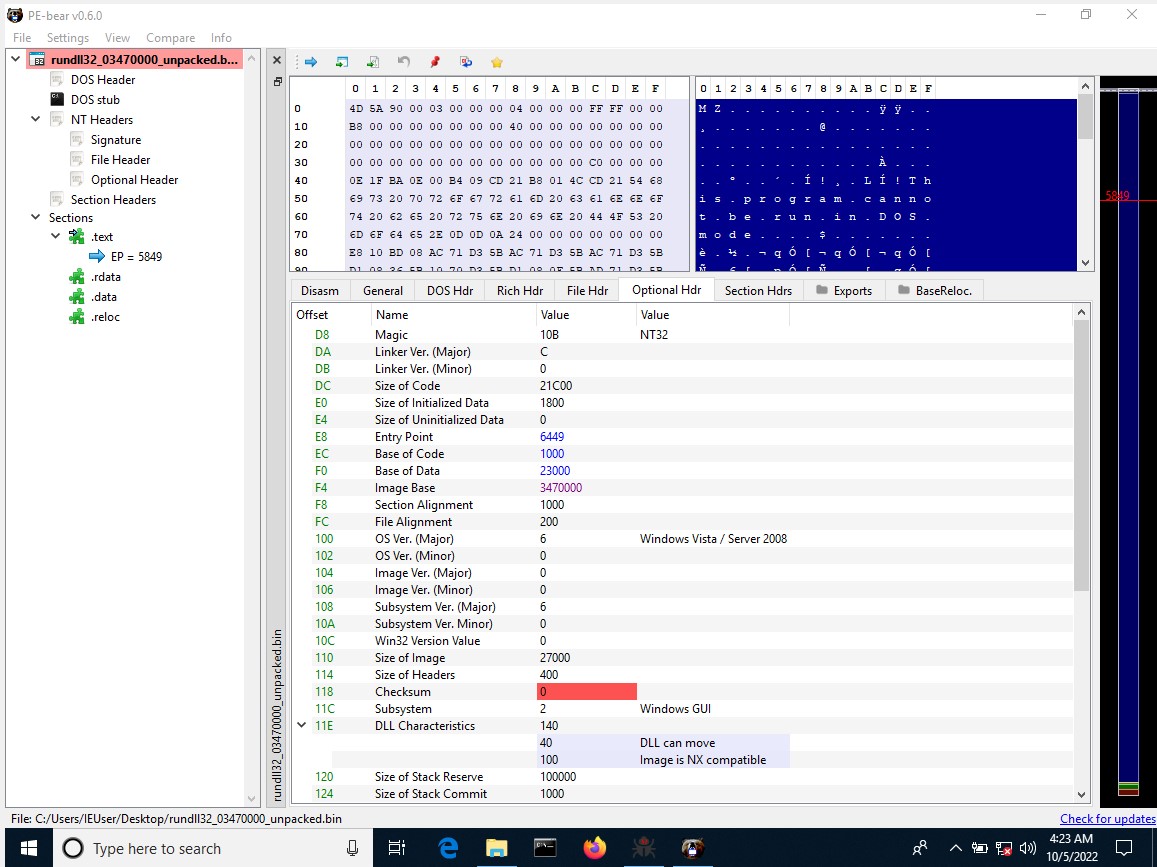 PE-bear v0.6.0
File Settings View Compare Info
rundll32_03470000_unpacked.b...
DOS Header
DOS stub
NT Headers
Signature
File Header
Optional Header
Section Headers
Sections
.text
EP = 5849
.rdata
.data
.reloc
rundll32_03470000_unpacked.bin
0 1 2 3 4 5 6 7 8 9 A B C D E F
0 4D 5A 90 00 03 00 00 00 04 00 00 00 FF FF 00 00
10 B8 00 00 00 00 00 00 00 40 00 00 00 00 00 00 00
20 00 00 00 00 00 00 00 00 00 00 00 00 00 00 00 00
30 00 00 00 00 00 00 00 00 00 00 00 00 C0 00 00 00
40 0E 1F BA 0E 00 B4 09 CD 21 B8 01 4C CD 21 54 68
50 69 73 20 70 72 6F 67 72 61 6D 20 63 61 6E 6E 6F
60 74 20 62 65 20 72 75 6E 20 69 6E 20 44 4F 53 20
70 6D 6F 64 65 2E 0D 0D 0A 24 00 00 00 00 00 00 00
80 E8 10 BD 08 AC 71 D3 5B AC 71 D3 5B AC 71 D3 5B
0 1 2 3 4 5 6 7 8 9 A B C D E F
M Z . . . . . . . . . . ÿ ÿ . .
¸ . . . . . . . @ . . . . . . .
. . . . . . . . . . . . . . . .
. . . . . . . . . . . . À . . .
. . º . . ´ . Í ! ¸ . L Í ! T h
i s . p r o g r a m . c a n n o
t . b e . r u n . i n . D O S .
m o d e . . . . $ . . . . . . .
è . ½ . ¬ q Ó [ ¬ q Ó [ ¬ q Ó [
5849
Disasm General DOS Hdr Rich Hdr File Hdr Optional Hdr Section Hdrs Exports BaseReloc.
Offset Name Value Value
D8 Magic 10B NT32
DA Linker Ver. (Major) C
DB Linker Ver. (Minor) 0
DC Size of Code 21C00
E0 Size of Initialized Data 1800
E4 Size of Uninitialized Data 0
E8 Entry Point 6449
EC Base of Code 1000
F0 Base of Data 23000
F4 Image Base 3470000
F8 Section Alignment 1000
FC File Alignment 200
100 OS Ver. (Major) 6 Windows Vista / Server 2008
102 OS Ver. (Minor) 0
104 Image Ver. (Major) 0
106 Image Ver. (Minor) 0
108 Subsystem Ver. (Major) 6
10A Subsystem Ver. Minor) 0
10C Win32 Version Value 0
110 Size of Image 27000
114 Size of Headers 400
118 Checksum 0
11C Subsystem 2 Windows GUI
11E DLL Characteristics 140
40 DLL can move
100 Image is NX compatible
120 Size of Stack Reserve 100000
124 Size of Stack Commit 1000
File: C:/Users/IEUser/Desktop/rundll32_03470000_unpacked.bin
Check for updates
Type here to search
4:23 AM
10/5/2022